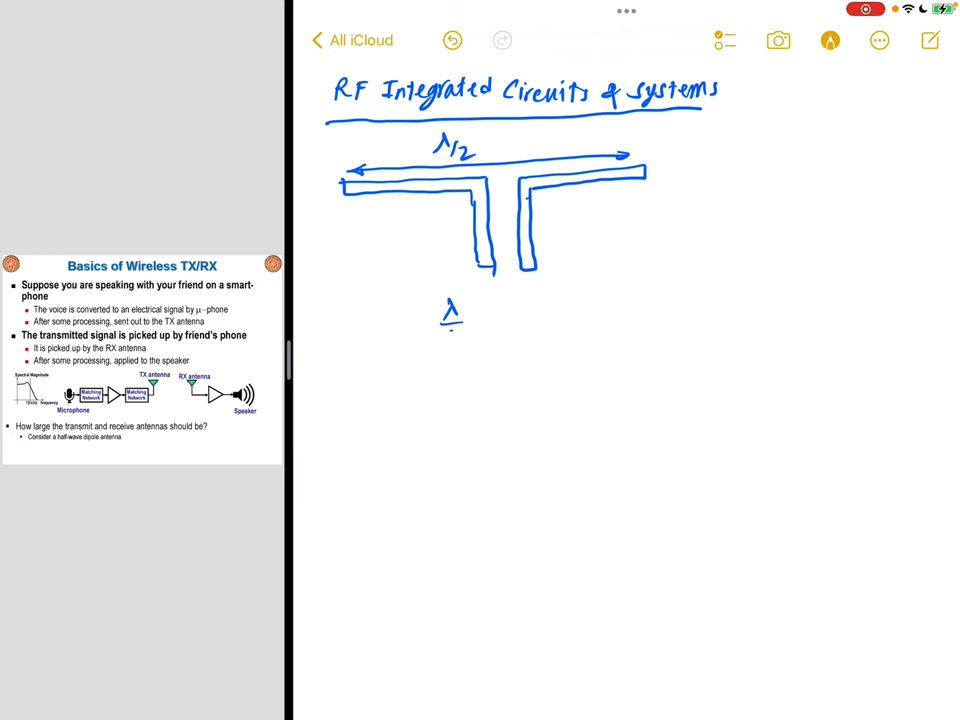 All iCloud
RF Integrated Circuits & systems
λ/2
λ
Basics of Wireless TX/RX
Suppose you are speaking with your friend on a smart-
phone
The voice is converted to an electrical signal by μ-phone
After some processing, sent out to the TX antenna
The transmitted signal is picked up by friend's phone
It is picked up by the RX antenna
After some processing, applied to the speaker
Spectral Magnitude
frequency
Microphone
Matching
Network
Matching
Network
TX antenna
RX antenna
Speaker
How large the transmit and receive antennas should be?
Consider a half-wave dipole antenna